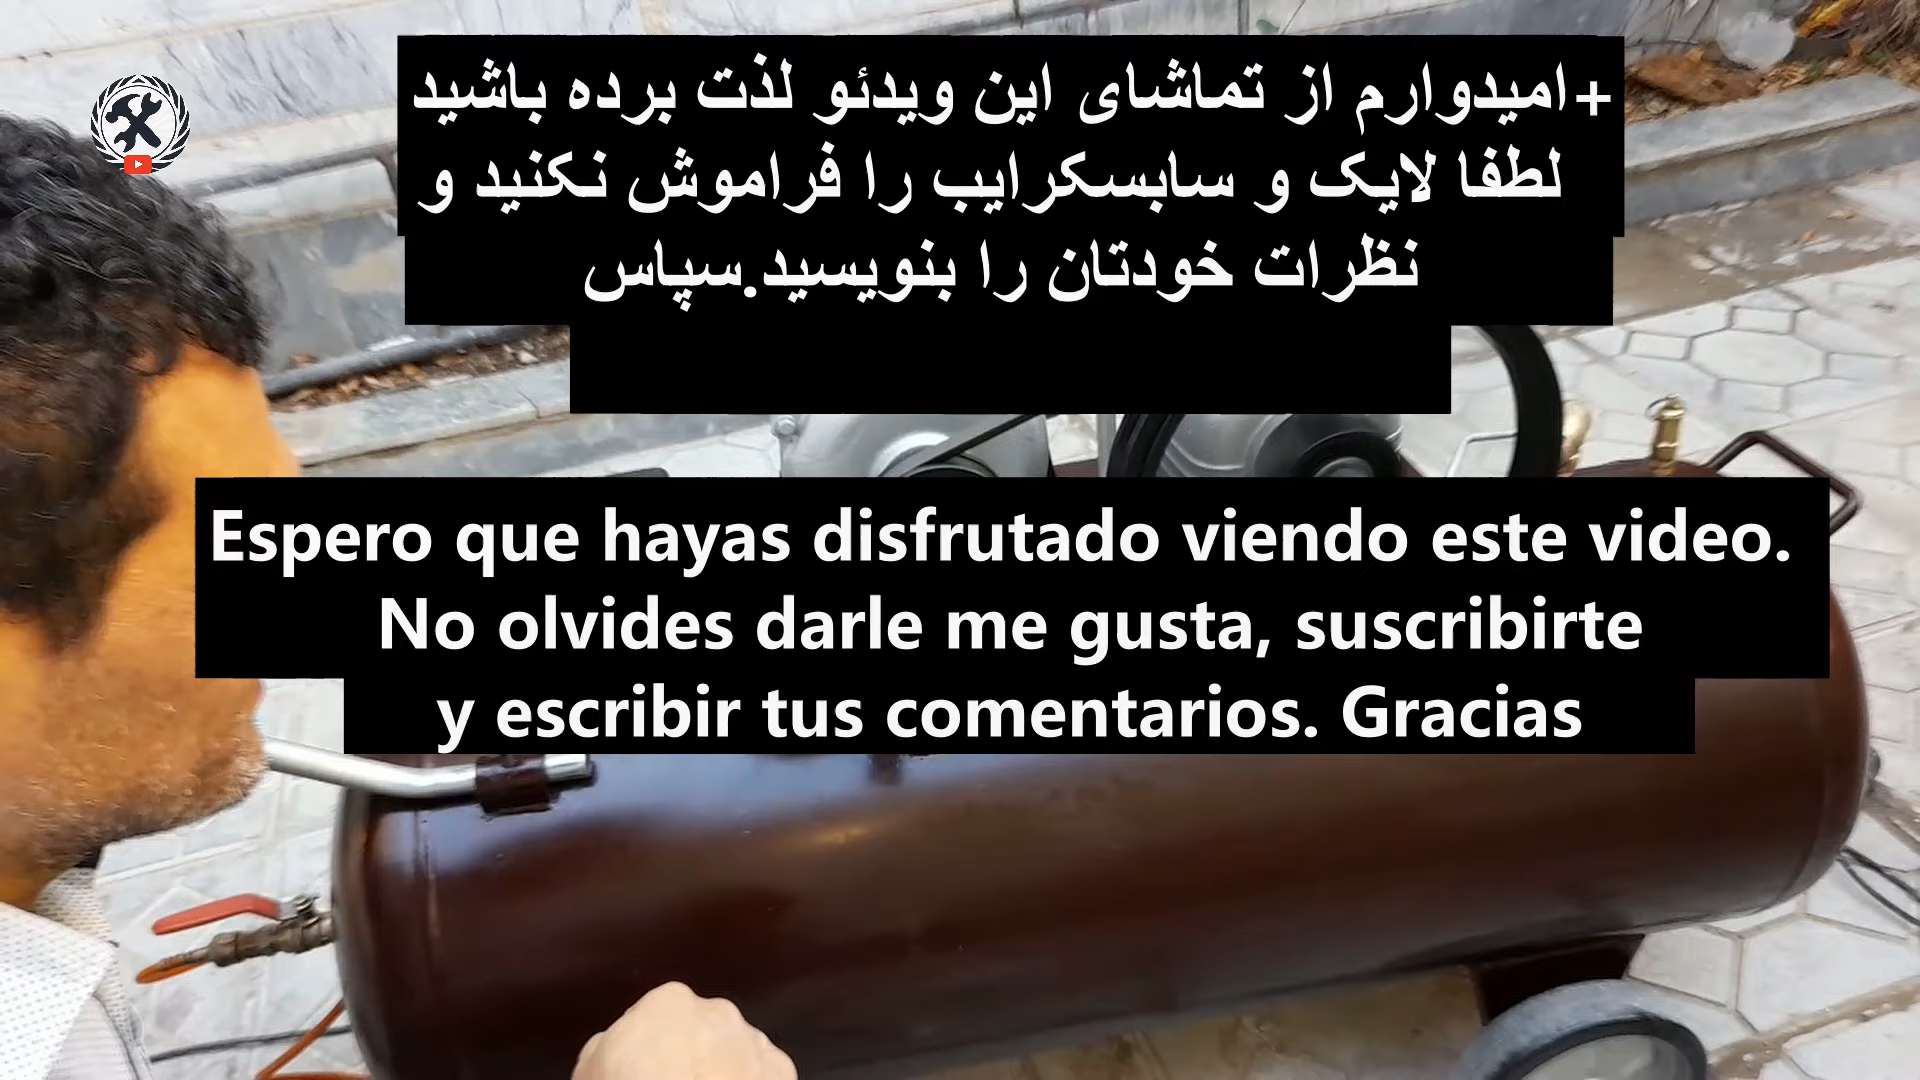 +امیدوارم از تماشای این ویدئو لذت برده باشید
لطفا لایک و سابسکرایب را فراموش نکنید و
نظرات خودتان را بنویسید.سپاس
Espero que hayas disfrutado viendo este video.
No olvides darle me gusta, suscribirte
y escribir tus comentarios. Gracias